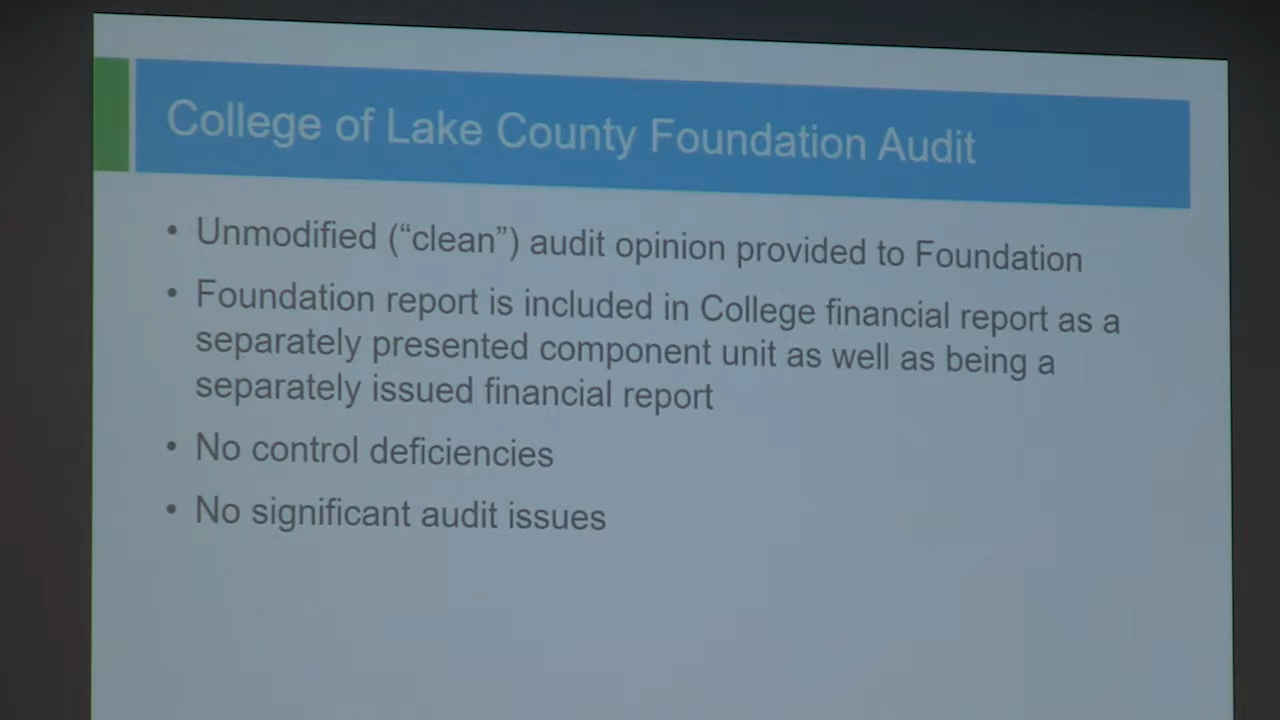 College of Lake County Foundation Audit
• Unmodified (“clean”) audit opinion provided to Foundation
• Foundation report is included in College financial report as a
separately presented component unit as well as being a
separately issued financial report
• No control deficiencies
• No significant audit issues